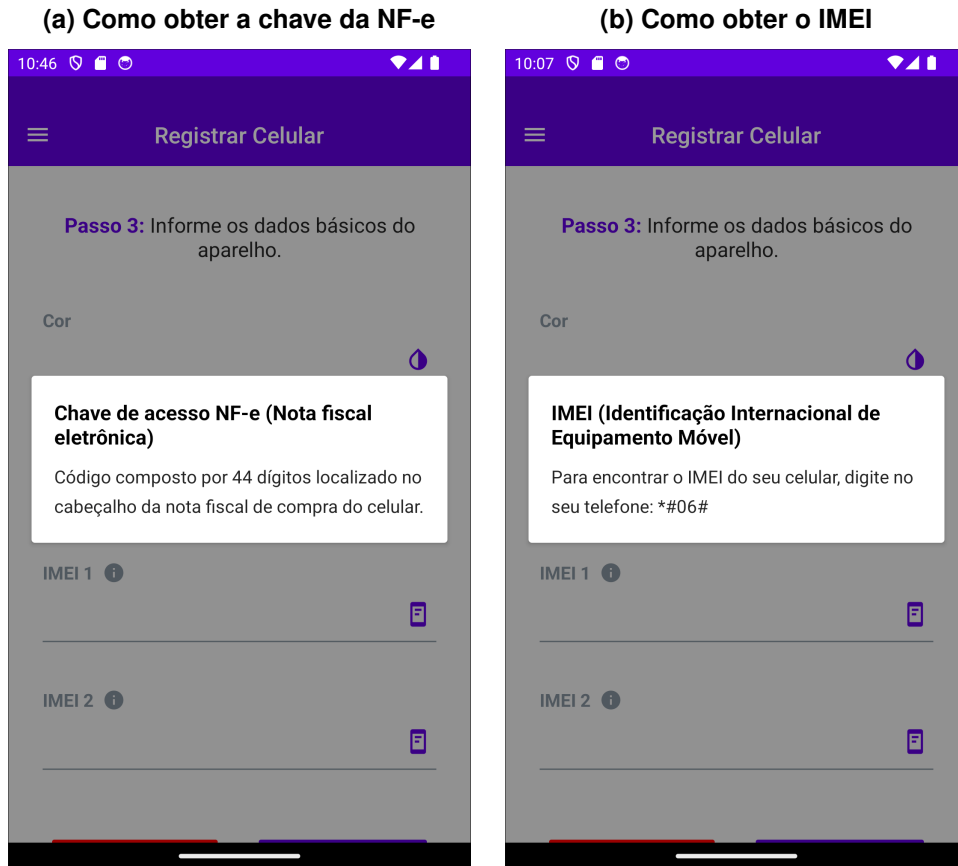 (a) Como obter a chave da NF-e
10:46
Registrar Celular
Passo 3: Informe os dados básicos do
aparelho.
Cor
Chave de acesso NF-e (Nota fiscal
eletrônica)
Código composto por 44 dígitos localizado no
cabeçalho da nota fiscal de compra do celular.
IMEI 1
IMEI 2
(b) Como obter o IMEI
10:07
Registrar Celular
Passo 3: Informe os dados básicos do
aparelho.
Cor
IMEI (Identificação Internacional de
Equipamento Móvel)
Para encontrar o IMEI do seu celular, digite no
seu telefone: *#06#
IMEI 1
IMEI 2